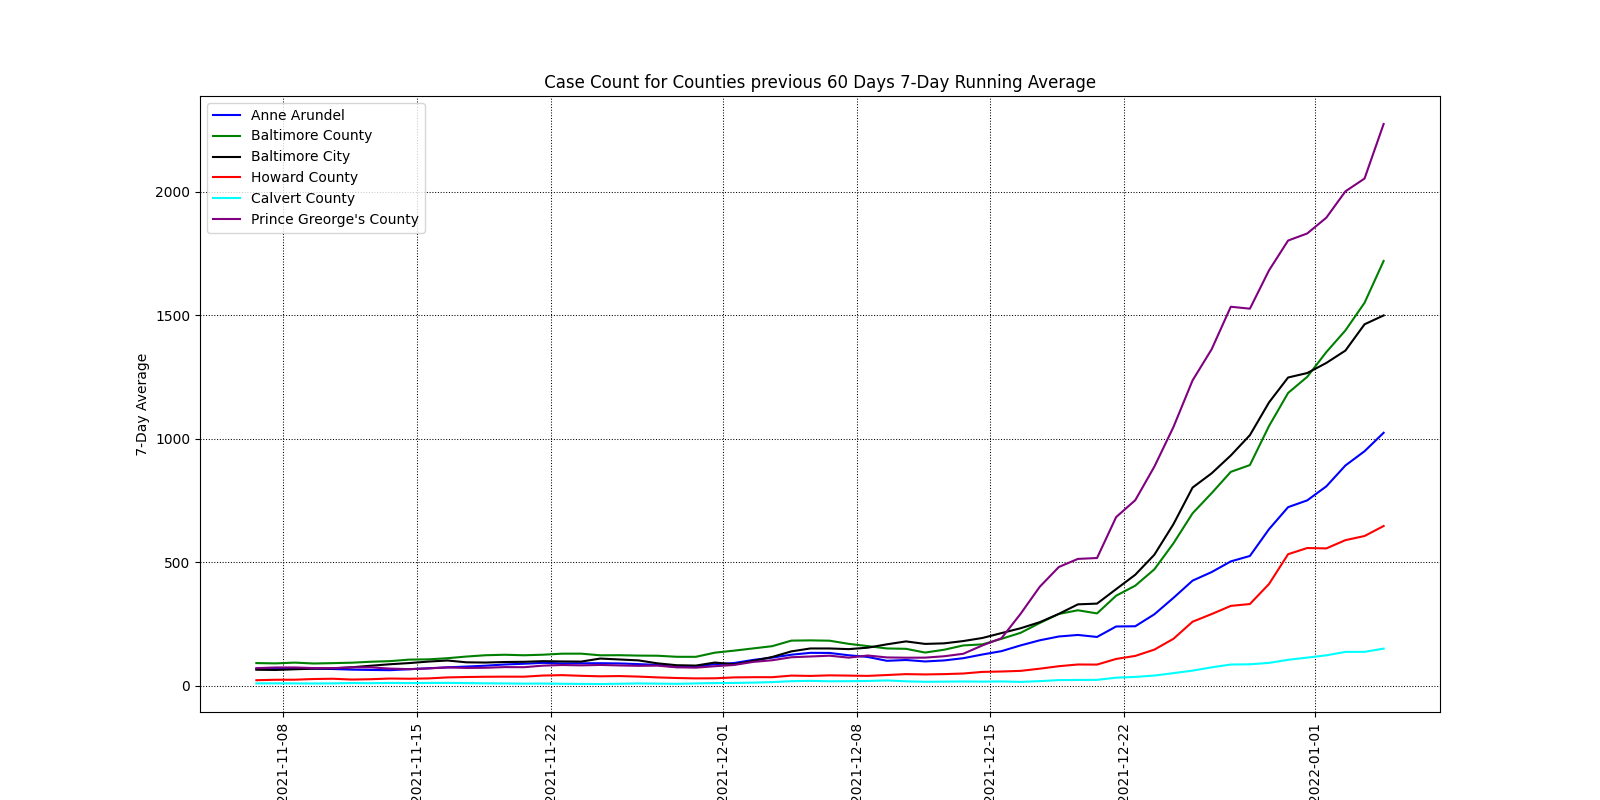 Case Count for Counties previous 60 Days 7-Day Running Average
Anne Arundel
Baltimore County
Baltimore City
Howard County
Calvert County
Prince Greorge's County
2000
1500
1000
500
0
7-Day Average
2021-11-08
2021-11-15
2021-11-22
2021-12-01
2021-12-08
2021-12-15
2021-12-22
2022-01-01